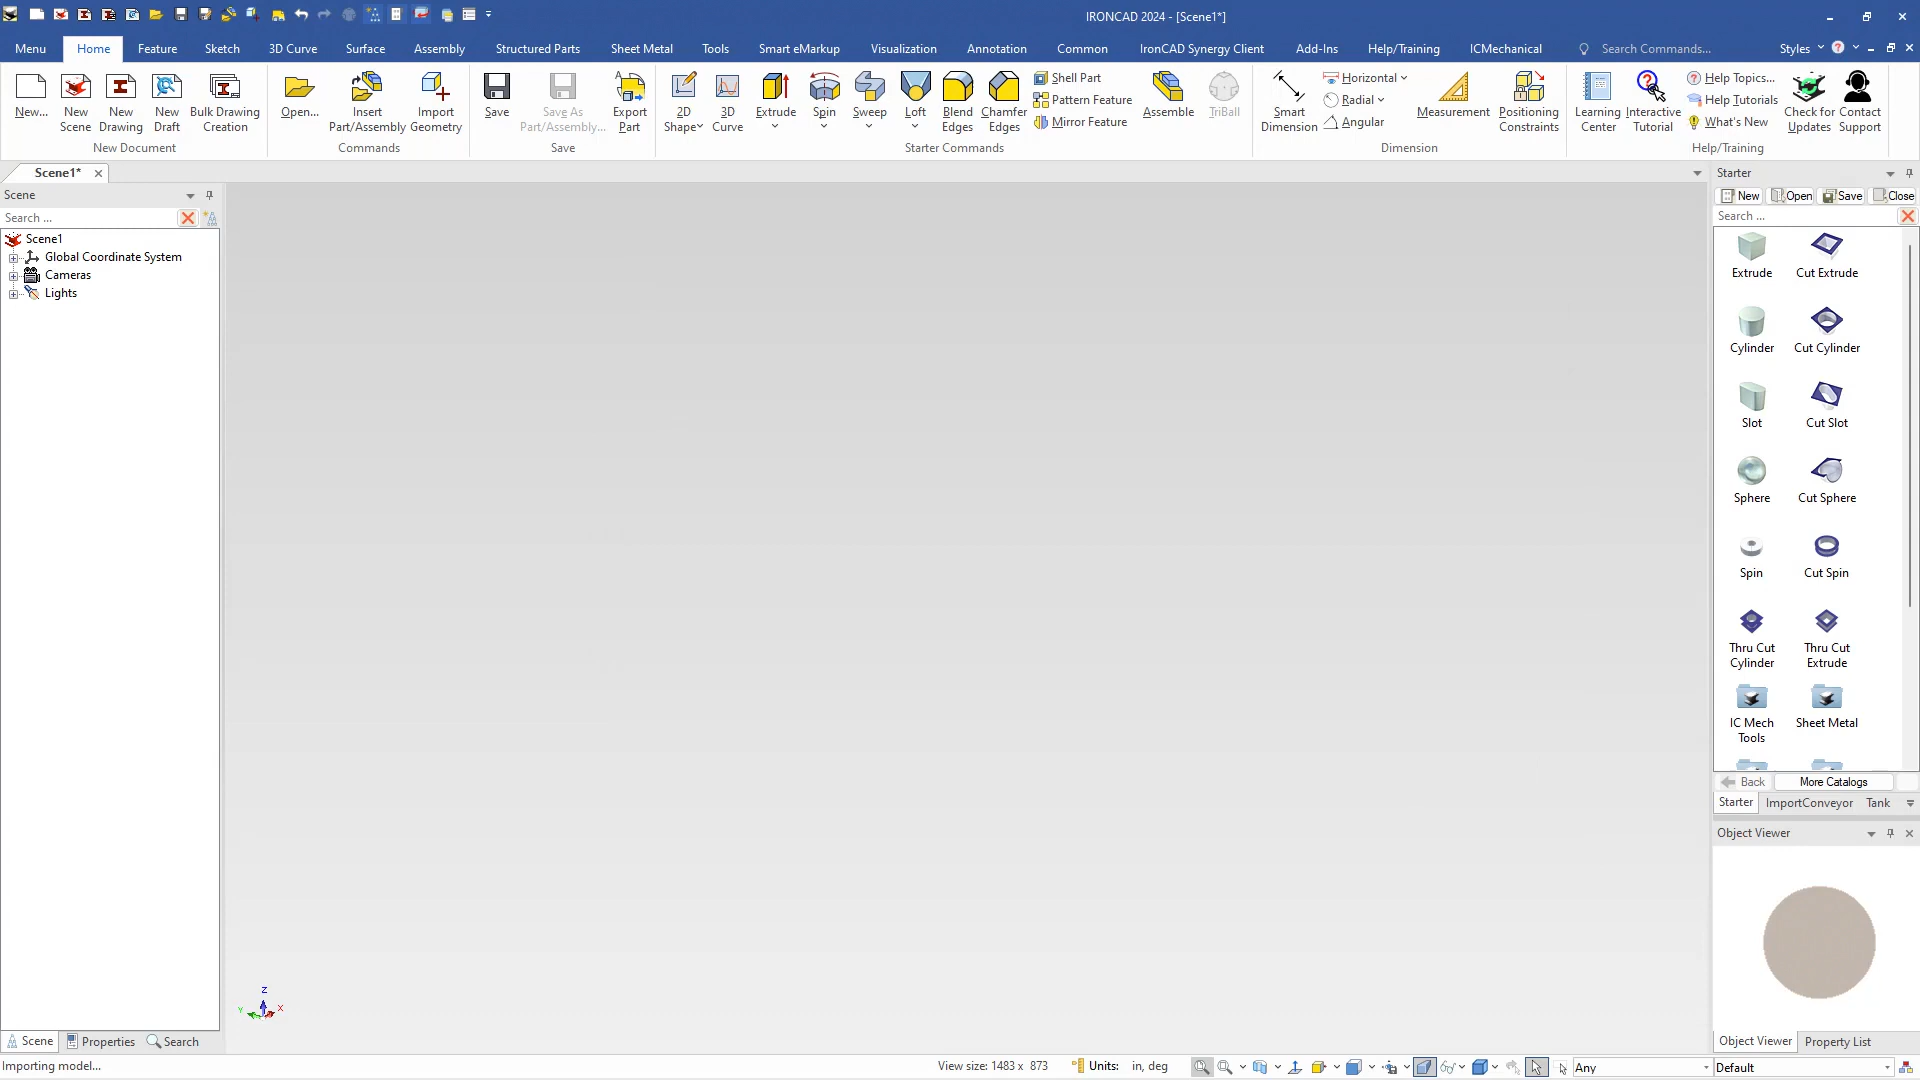 IRONCAD 2024 - [Scene1*]
Menu Home Feature Sketch 3D Curve Surface Assembly Structured Parts Sheet Metal Tools Smart eMarkup Visualization Annotation Common IronCAD Synergy Client Add-Ins Help/Training ICMechanical Search Commands... Styles
New...
New Scene
New Drawing
New Draft
Bulk Drawing Creation
New Document
Open...
Insert Part/Assembly
Import Geometry
Commands
Save
Save As Part/Assembly...
Export Part
Save
2D Shape
3D Curve
Extrude
Spin
Sweep
Loft
Blend Edges
Chamfer Edges
Shell Part
Pattern Feature
Mirror Feature
Assemble
TriBall
Starter Commands
Smart Dimension
Horizontal
Radial
Angular
Measurement
Positioning Constraints
Dimension
Learning Center
Interactive Tutorial
Help Topics...
Help Tutorials
What's New
Check for Updates
Contact Support
Help/Training
Scene1*
Scene
Search ...
Scene1
Global Coordinate System
Cameras
Lights
Z
Y
X
Starter
New Open Save Close
Search ...
Extrude Cut Extrude
Cylinder Cut Cylinder
Slot Cut Slot
Sphere Cut Sphere
Spin Cut Spin
Thru Cut Cylinder
Thru Cut Extrude
IC Mech Tools
Sheet Metal
Back More Catalogs
Starter ImportConveyor Tank
Object Viewer
Object Viewer Property List
Scene Properties Search
Importing model...
View size: 1483 x 873
Units: in, deg
Any
Default